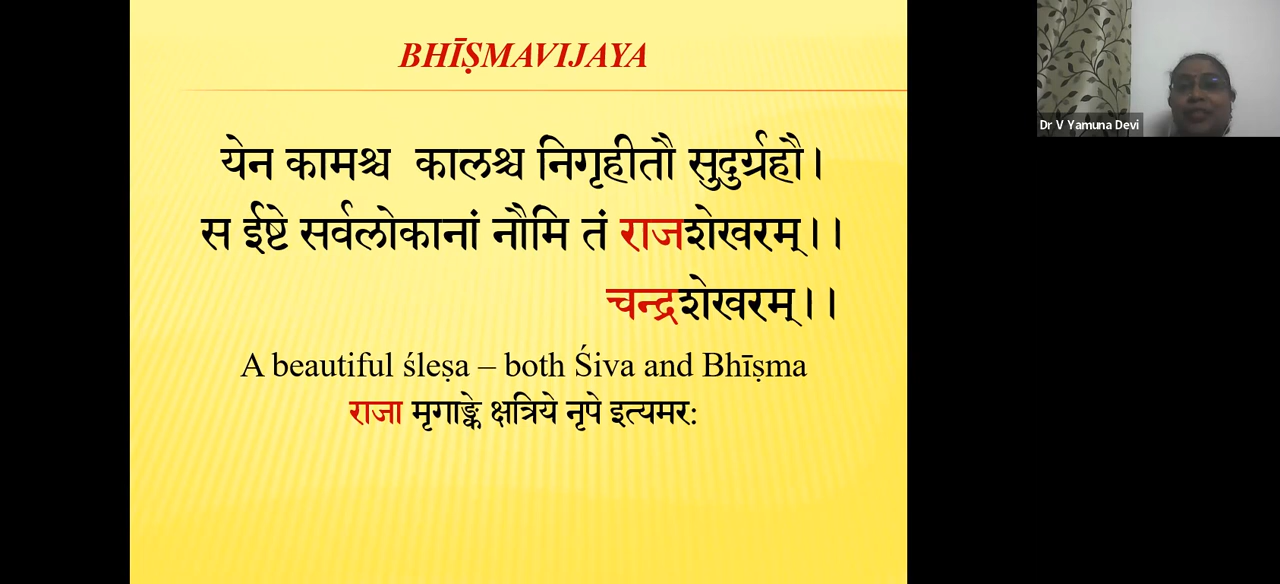 BHĪṢMAVIJAYA
येन कामश्च कालश्च निगृहीतौ सुदुर्ग्रहौ।
स ईष्टे सर्वलोकानां नौमि तं राजशेखरम्।।
चन्द्रशेखरम्।।
A beautiful śleṣa – both Śiva and Bhīṣma
राजा मृगाङ्के क्षत्रिये नृपे इत्यमर:
Dr V Yamuna Devi